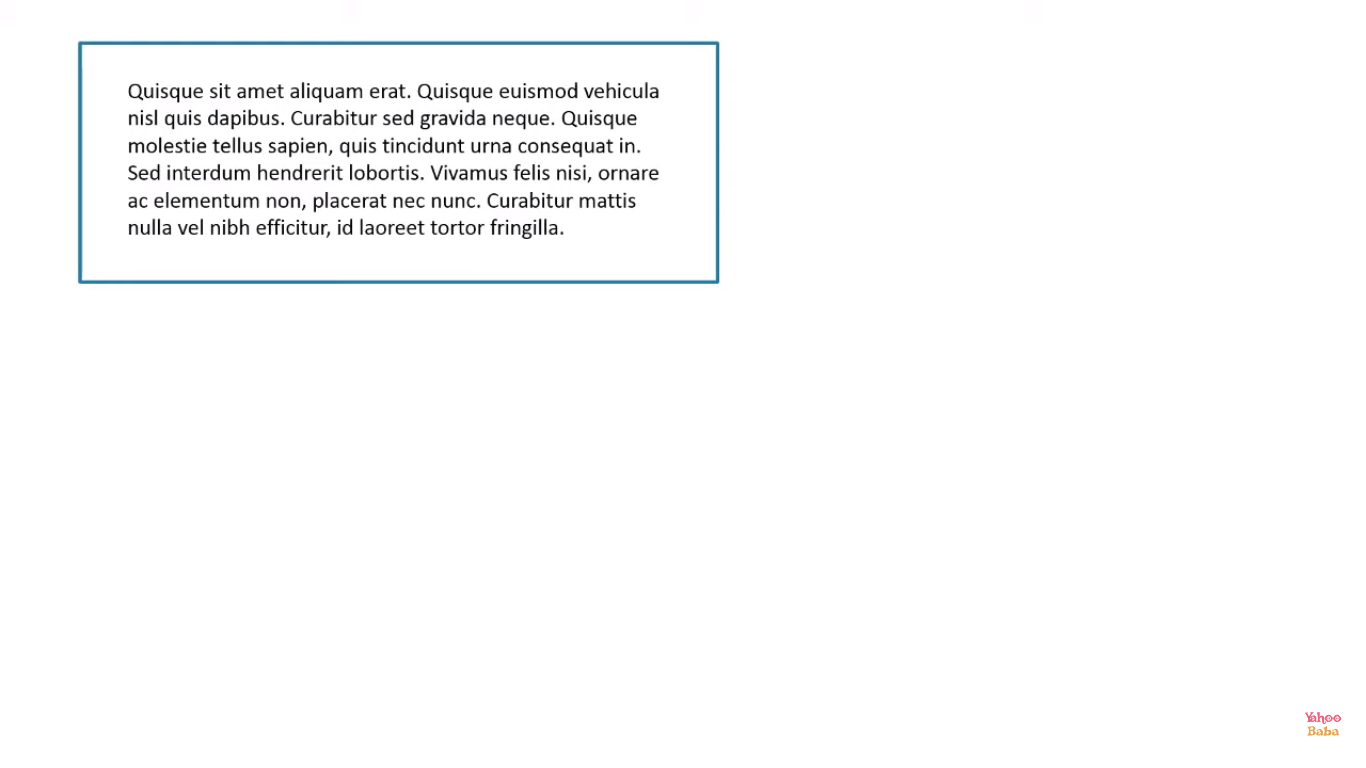 Quisque sit amet aliquam erat. Quisque euismod vehicula
nisl quis dapibus. Curabitur sed gravida neque. Quisque
molestie tellus sapien, quis tincidunt urna consequat in.
Sed interdum hendrerit lobortis. Vivamus felis nisi, ornare
ac elementum non, placerat nec nunc. Curabitur mattis
nulla vel nibh efficitur, id laoreet tortor fringilla.
Yahoo
Baba